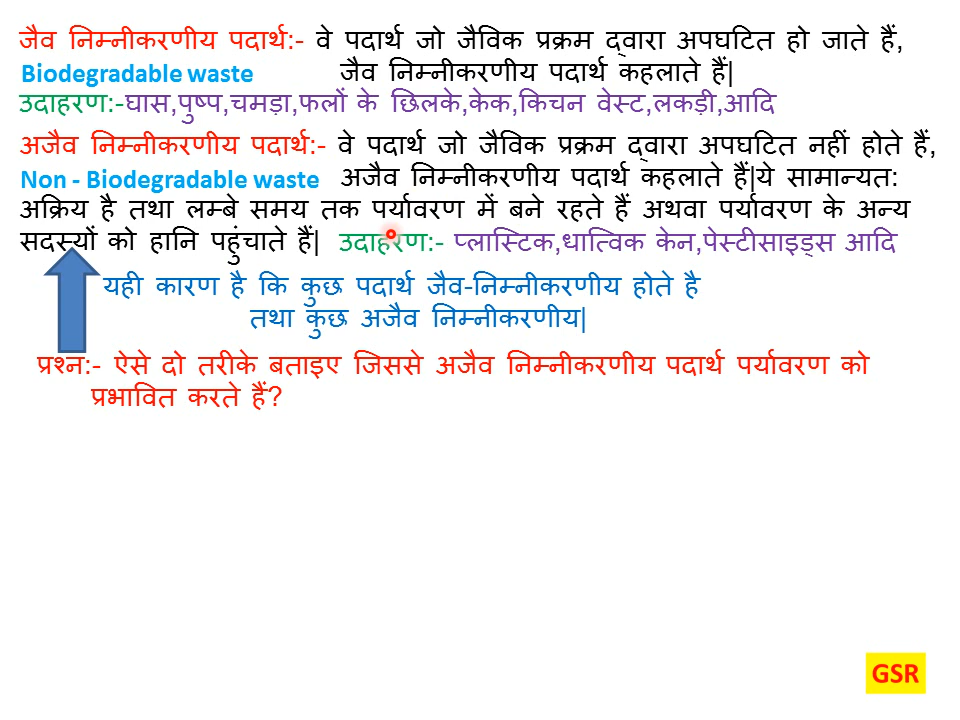 जैव निम्नीकरणीय पदार्थ:- वे पदार्थ जो जैविक प्रक्रम द्वारा अपघटित हो जाते हैं,
Biodegradable waste जैव निम्नीकरणीय पदार्थ कहलाते हैं|
उदाहरण:-घास,पुष्प,चमड़ा,फलों के छिलके,केक,किचन वेस्ट,लकड़ी,आदि
अजैव निम्नीकरणीय पदार्थ:- वे पदार्थ जो जैविक प्रक्रम द्वारा अपघटित नहीं होते हैं,
Non - Biodegradable waste अजैव निम्नीकरणीय पदार्थ कहलाते हैं|ये सामान्यत:
अक्रिय है तथा लम्बे समय तक पर्यावरण में बने रहते हैं अथवा पर्यावरण के अन्य
सदस्यों को हानि पहुंचाते हैं| उदाहरण:- प्लास्टिक,धात्विक केन,पेस्टीसाइड्स आदि
यही कारण है कि कुछ पदार्थ जैव-निम्नीकरणीय होते है
तथा कुछ अजैव निम्नीकरणीय|
प्रश्न:- ऐसे दो तरीके बताइए जिससे अजैव निम्नीकरणीय पदार्थ पर्यावरण को
प्रभावित करते हैं?
GSR